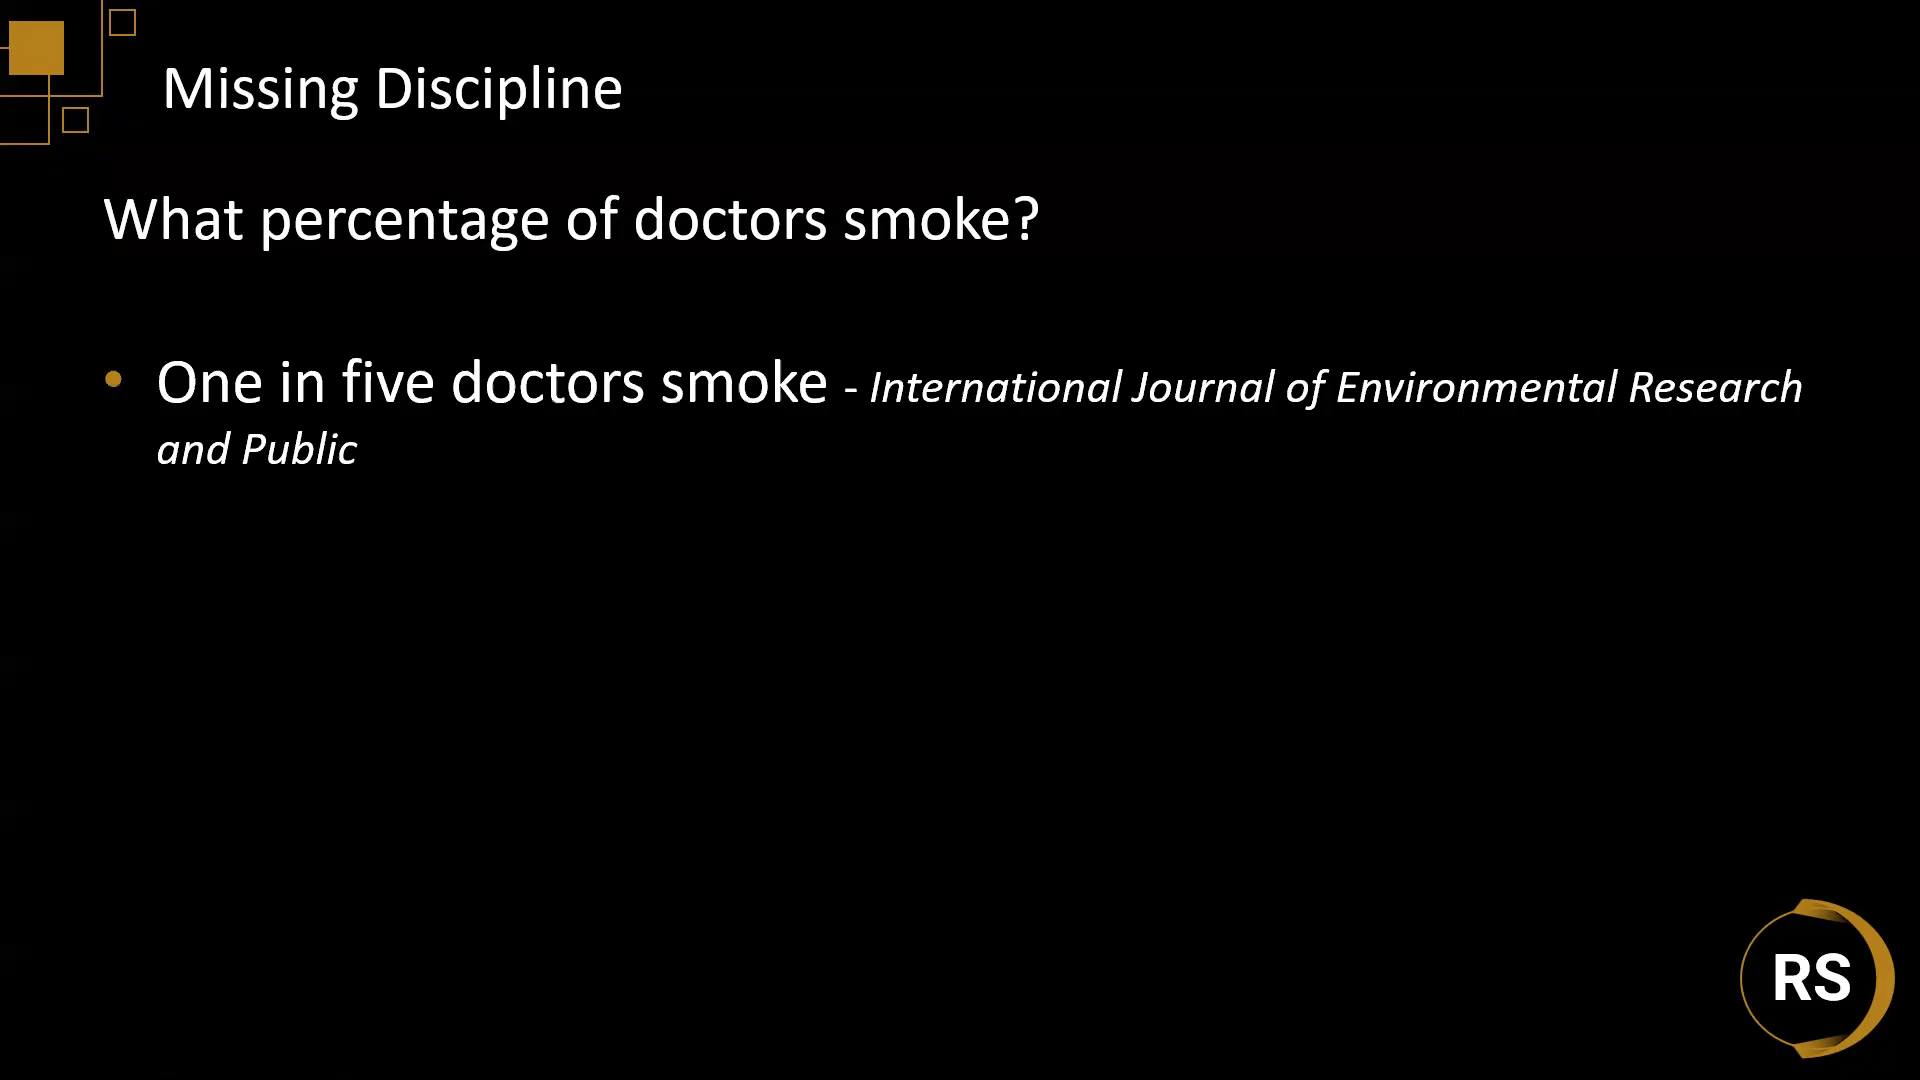 Missing Discipline
What percentage of doctors smoke?
• One in five doctors smoke - International Journal of Environmental Research
and Public
RS